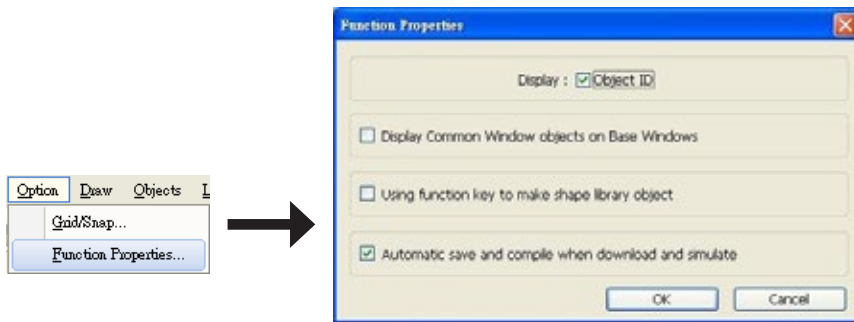 Option Draw Objects L
Grid/Snap...
Function Properties...
Function Properties
Display : Object ID
Display Common Window objects on Base Windows
Using function key to make shape library object
Automatic save and compile when download and simulate
OK Cancel